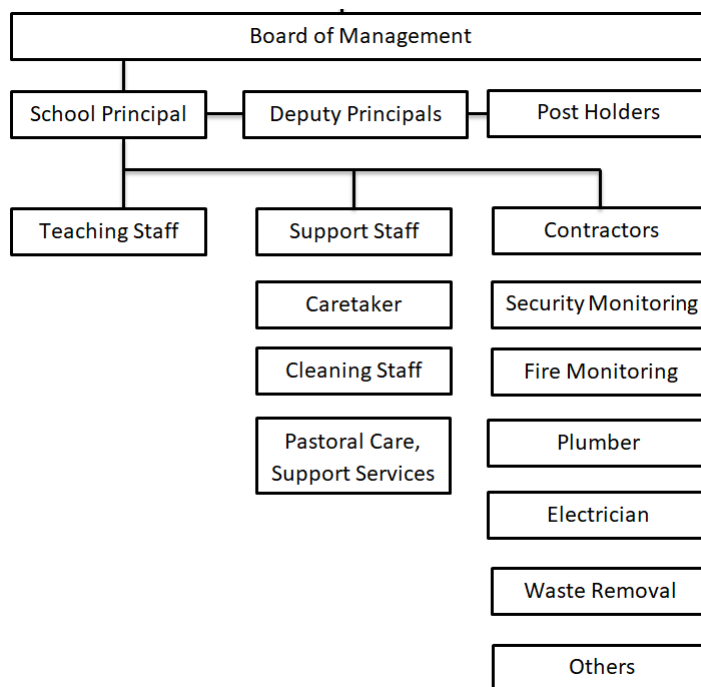 Board of Management
School Principal
Deputy Principals
Post Holders
Teaching Staff
Support Staff
Contractors
Caretaker
Security Monitoring
Cleaning Staff
Fire Monitoring
Pastoral Care,
Support Services
Plumber
Electrician
Waste Removal
Others